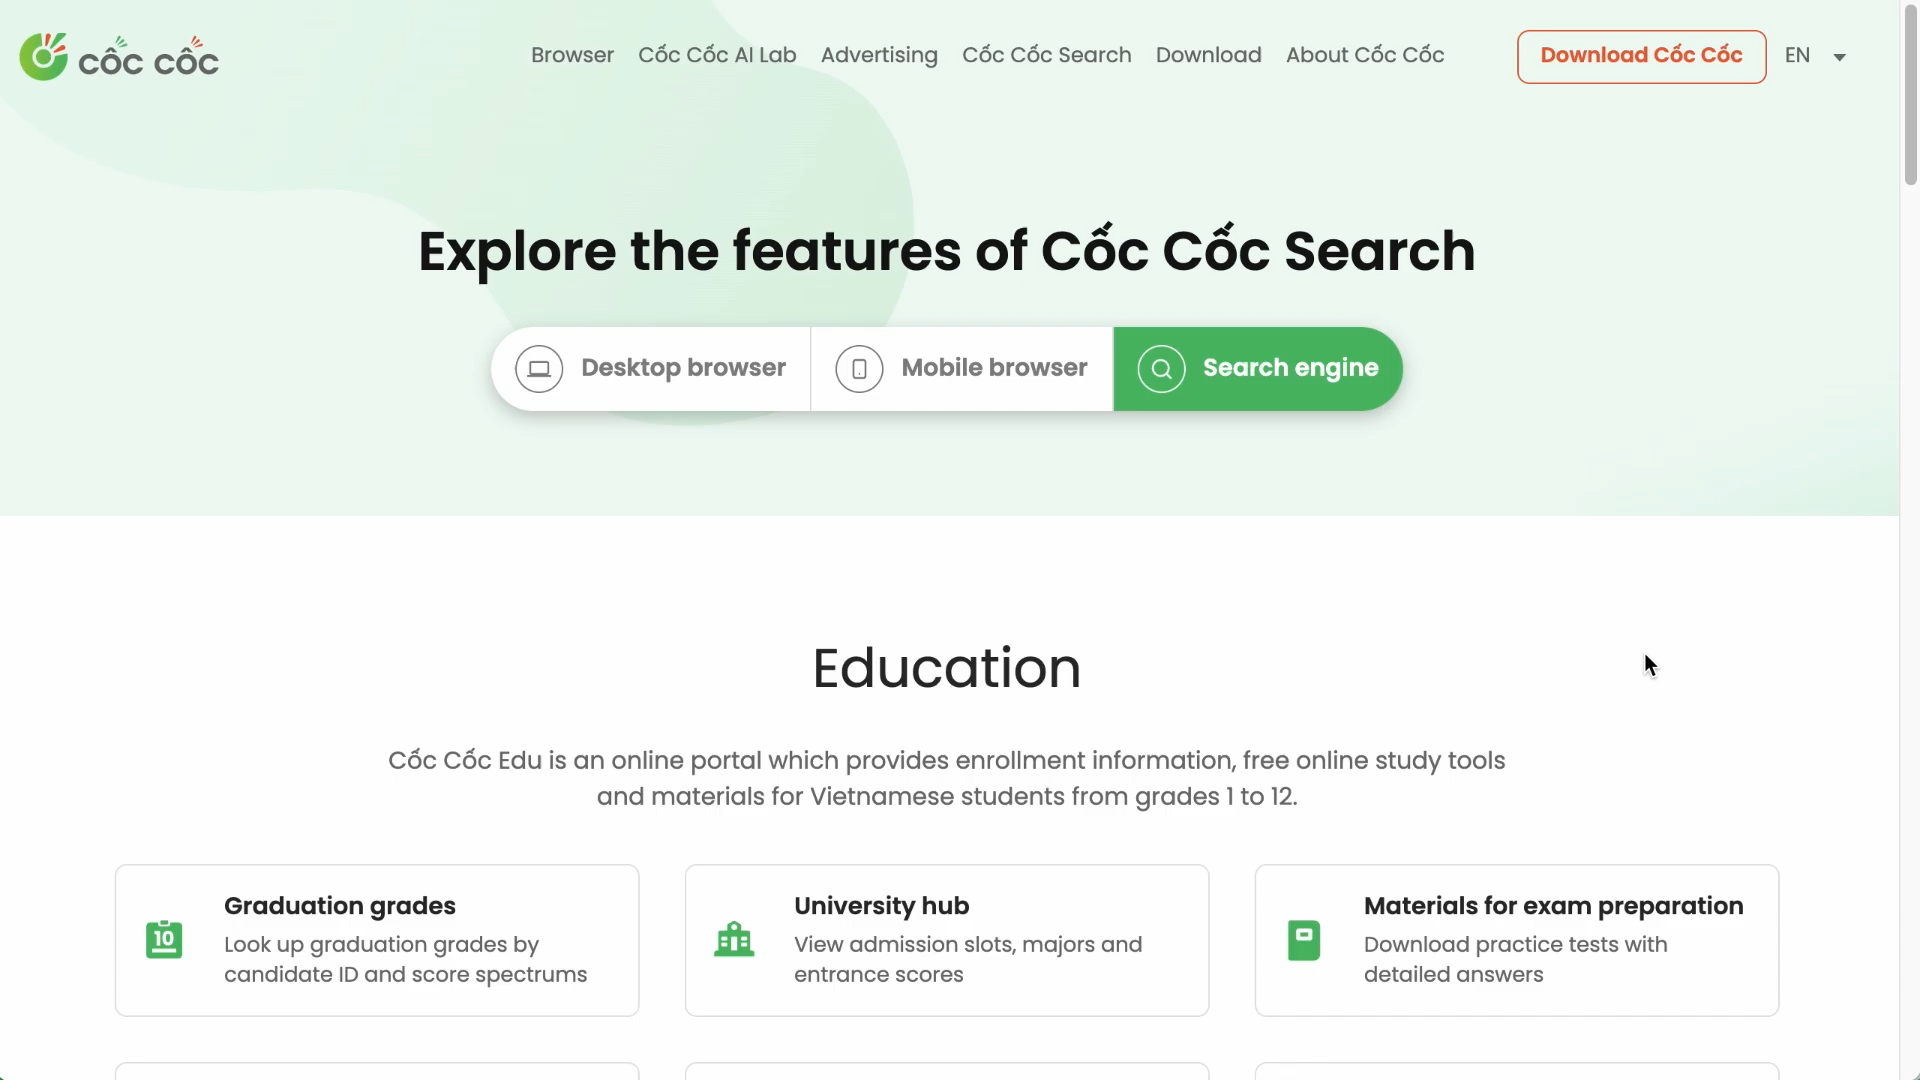 cốc cốc
Browser Cốc Cốc AI Lab Advertising Cốc Cốc Search Download About Cốc Cốc Download Cốc Cốc EN
Explore the features of Cốc Cốc Search
Desktop browser Mobile browser Search engine
Education
Cốc Cốc Edu is an online portal which provides enrollment information, free online study tools
and materials for Vietnamese students from grades 1 to 12.
10
Graduation grades
Look up graduation grades by
candidate ID and score spectrums
University hub
View admission slots, majors and
entrance scores
Materials for exam preparation
Download practice tests with
detailed answers